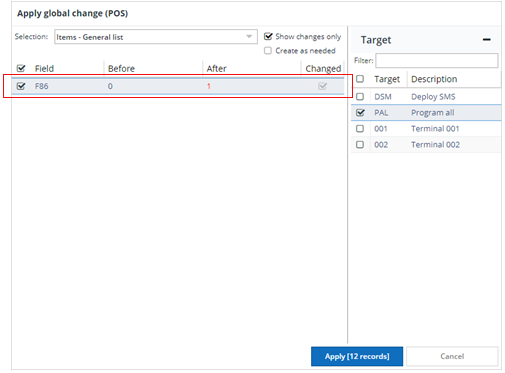 Apply global change (POS)
Selection: Items - General list
Show changes only
Create as needed
Field Before After Changed
F86 0 1
Target
Filter:
Target Description
DSM Deploy SMS
PAL Program all
001 Terminal 001
002 Terminal 002
Apply [12 records] Cancel